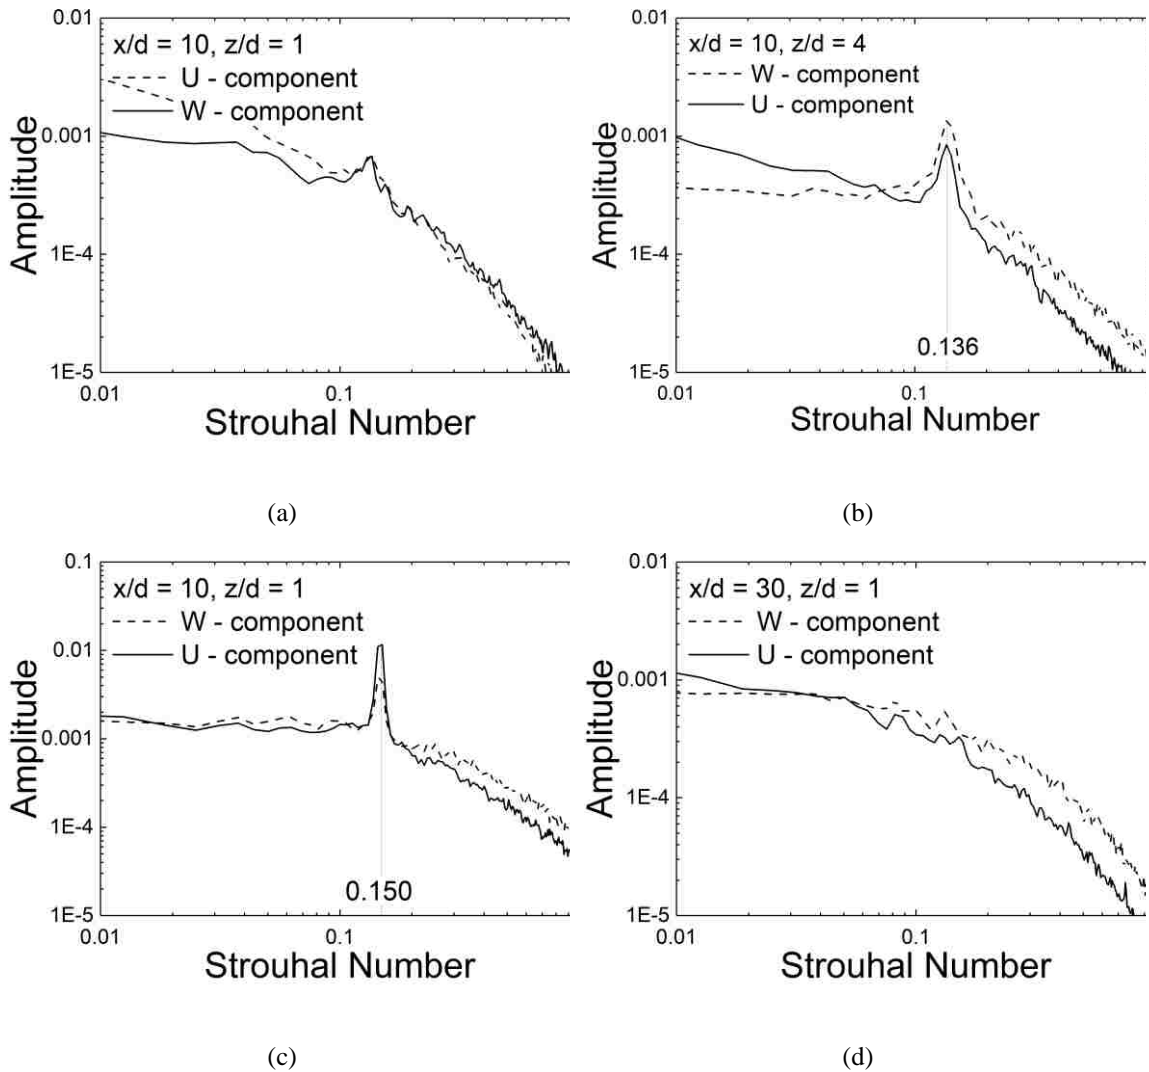 0.01
x/d = 10, z/d = 1
U - component
W - component
0.001
1E-4
1E-5
0.01
0.1
Amplitude
Strouhal Number
(a)
0.01
x/d = 10, z/d = 4
W - component
U - component
0.001
1E-4
1E-5
0.136
0.01
0.1
Amplitude
Strouhal Number
(b)
0.1
x/d = 10, z/d = 1
W - component
U - component
0.01
0.001
1E-4
1E-5
0.150
0.01
0.1
Amplitude
Strouhal Number
(c)
0.01
x/d = 30, z/d = 1
W - component
U - component
0.001
1E-4
1E-5
0.01
0.1
Amplitude
Strouhal Number
(d)